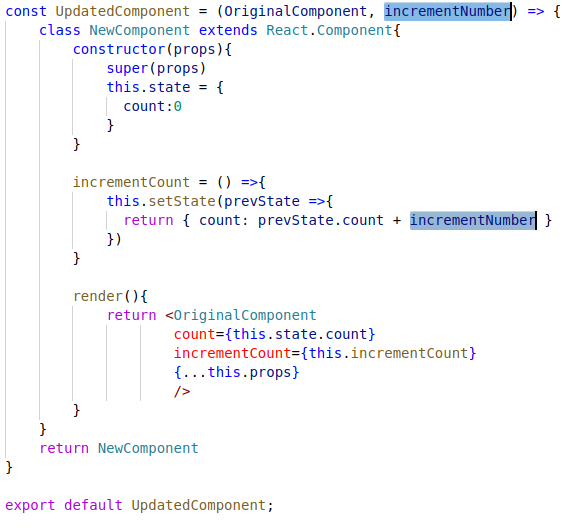 const UpdatedComponent = (OriginalComponent, incrementNumber) => {
    class NewComponent extends React.Component{
        constructor(props){
            super(props)
            this.state = {
              count:0
            }
        }

        incrementCount = () =>{
            this.setState(prevState =>{
              return { count: prevState.count + incrementNumber }
            })
        }

        render(){
            return <OriginalComponent
                    count={this.state.count}
                    incrementCount={this.incrementCount}
                    {...this.props}
                    />
        }
    }
    return NewComponent
}

export default UpdatedComponent;